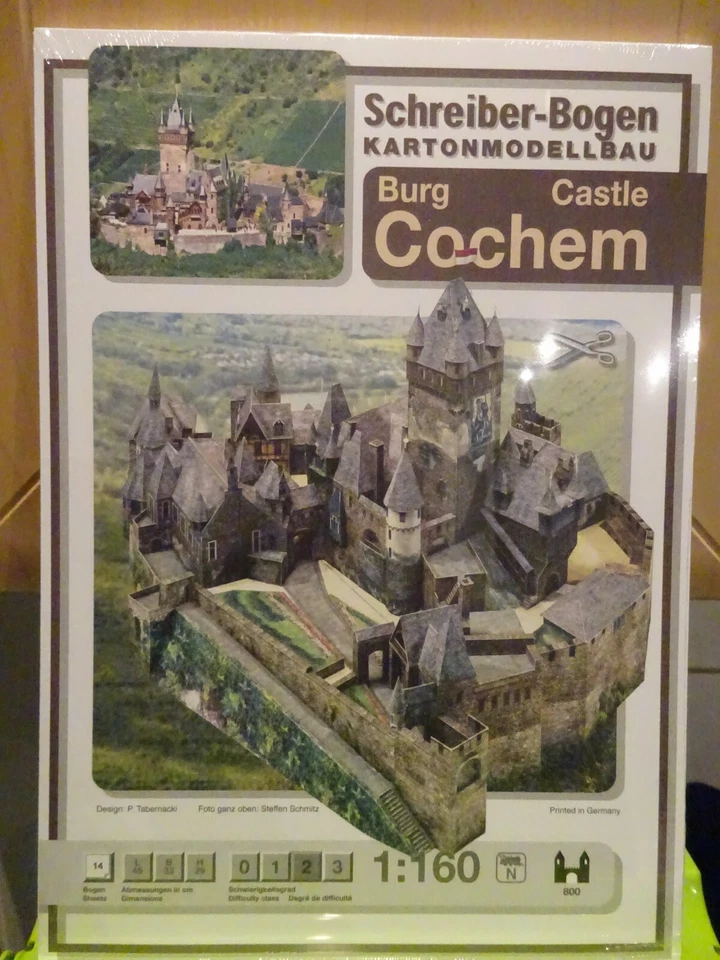 Schreiber-Bogen
KARTONMODELLBAU
Burg Castle
Cochem
Design: P. Tabernacki Foto ganz oben: Steffen Schmitz Printed in Germany
14 L B H 0 1 2 3 1:160 N
Bogen Abmessungen in cm Schwierigkeitsgrad 800
Sheets Dimensions Difficulty class Degré de difficulté